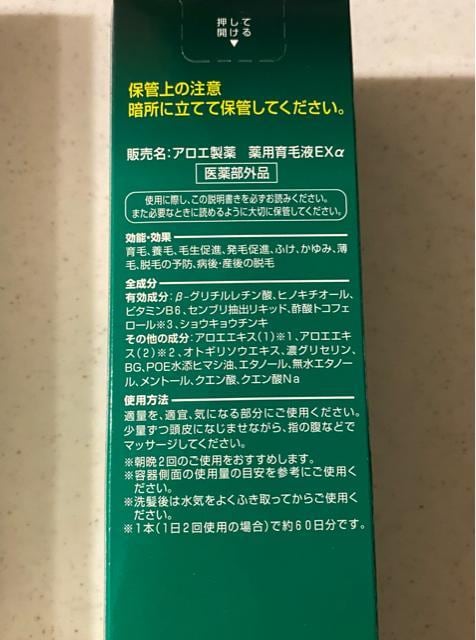 押して
開ける
▼
保管上の注意
暗所に立てて保管してください。
販売名:アロエ製薬 薬用育毛液EXα
医薬部外品
使用に際し、この説明書きを必ずお読みください。
また必要なときに読めるように大切に保管してください。
効能・効果
育毛、養毛、毛生促進、発毛促進、ふけ、かゆみ、薄
毛、脱毛の予防、病後・産後の脱毛
全成分
有効成分:β-グリチルレチン酸、ヒノキチオール、
ビタミンB6、センブリ抽出リキッド、酢酸トコフェ
ロール※3、ショウキョウチンキ
その他の成分:アロエエキス(1)※1、アロエエキ
ス(2)※2、オトギリソウエキス、濃グリセリン、
BG、POE水添ヒマシ油、エタノール、無水エタノー
ル、メントール、クエン酸、クエン酸Na
使用方法
適量を、適宜、気になる部分にご使用ください。
少量ずつ頭皮になじませながら、指の腹などで
マッサージしてください。
※朝晩2回のご使用をおすすめします。
※容器側面の使用量の目安を参考にご使用く
ださい。
※洗髪後は水気をよくふき取ってからご使用く
ださい。
※1本(1日2回使用の場合)で約60日分です。